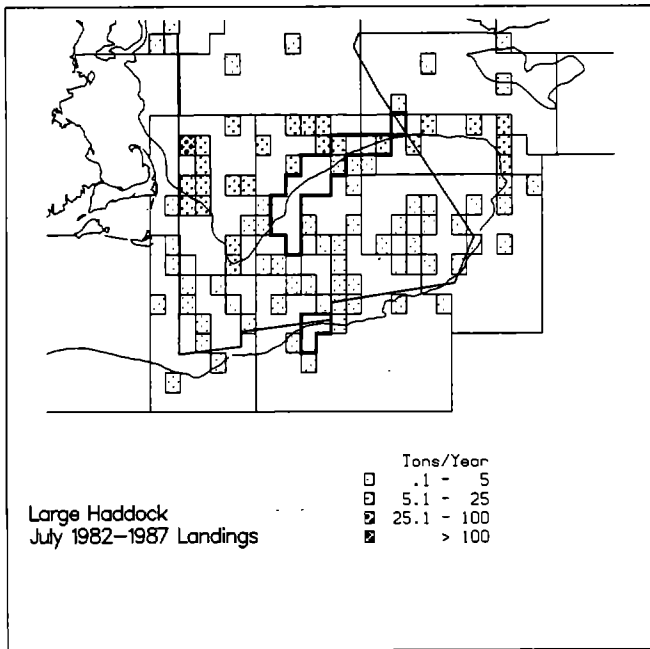 Tons/Year
.1 - 5
5.1 - 25
25.1 - 100
> 100
Large Haddock
July 1982-1987 Landings